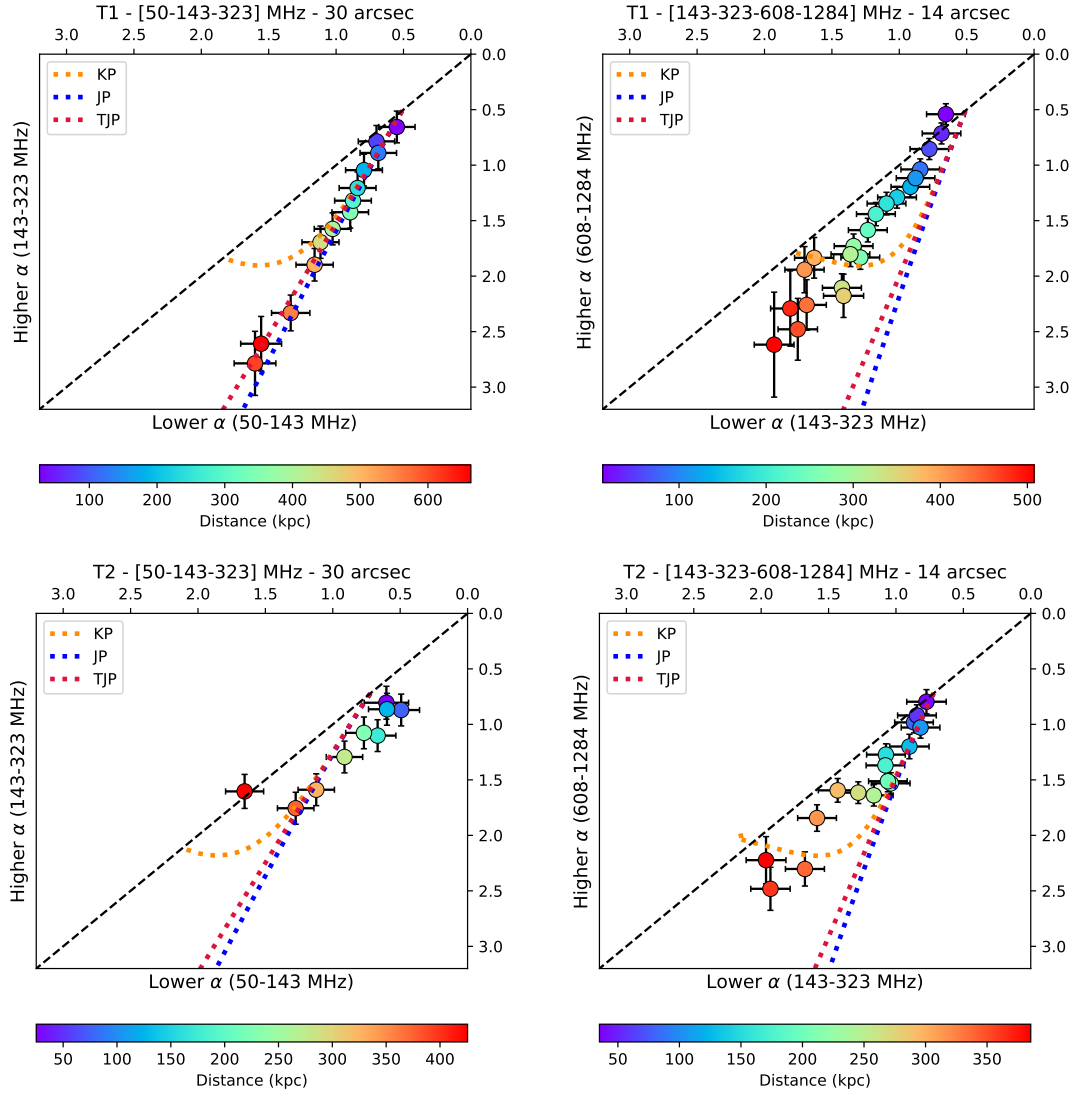 T1 - [50-143-323] MHz - 30 arcsec
3.0 2.5 2.0 1.5 1.0 0.5 0.0
KP
JP
TJP
0.0
0.5
1.0
1.5
2.0
2.5
3.0
Higher α (143-323 MHz)
Lower α (50-143 MHz)
100 200 300 400 500 600
Distance (kpc)
T1 - [143-323-608-1284] MHz - 14 arcsec
3.0 2.5 2.0 1.5 1.0 0.5 0.0
KP
JP
TJP
0.0
0.5
1.0
1.5
2.0
2.5
3.0
Higher α (608-1284 MHz)
Lower α (143-323 MHz)
100 200 300 400 500
Distance (kpc)
T2 - [50-143-323] MHz - 30 arcsec
3.0 2.5 2.0 1.5 1.0 0.5 0.0
KP
JP
TJP
0.0
0.5
1.0
1.5
2.0
2.5
3.0
Higher α (143-323 MHz)
Lower α (50-143 MHz)
50 100 150 200 250 300 350 400
Distance (kpc)
T2 - [143-323-608-1284] MHz - 14 arcsec
3.0 2.5 2.0 1.5 1.0 0.5 0.0
KP
JP
TJP
0.0
0.5
1.0
1.5
2.0
2.5
3.0
Higher α (608-1284 MHz)
Lower α (143-323 MHz)
50 100 150 200 250 300 350
Distance (kpc)